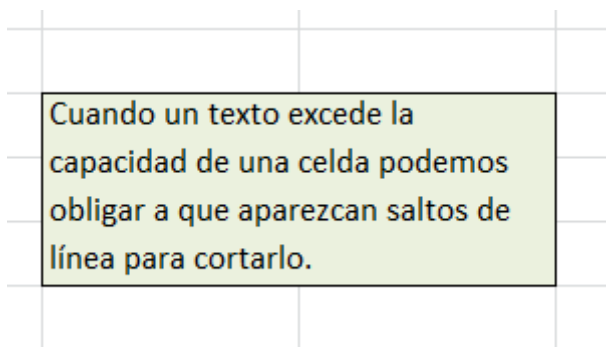 Cuando un texto excede la
capacidad de una celda podemos
obligar a que aparezcan saltos de
línea para cortarlo.